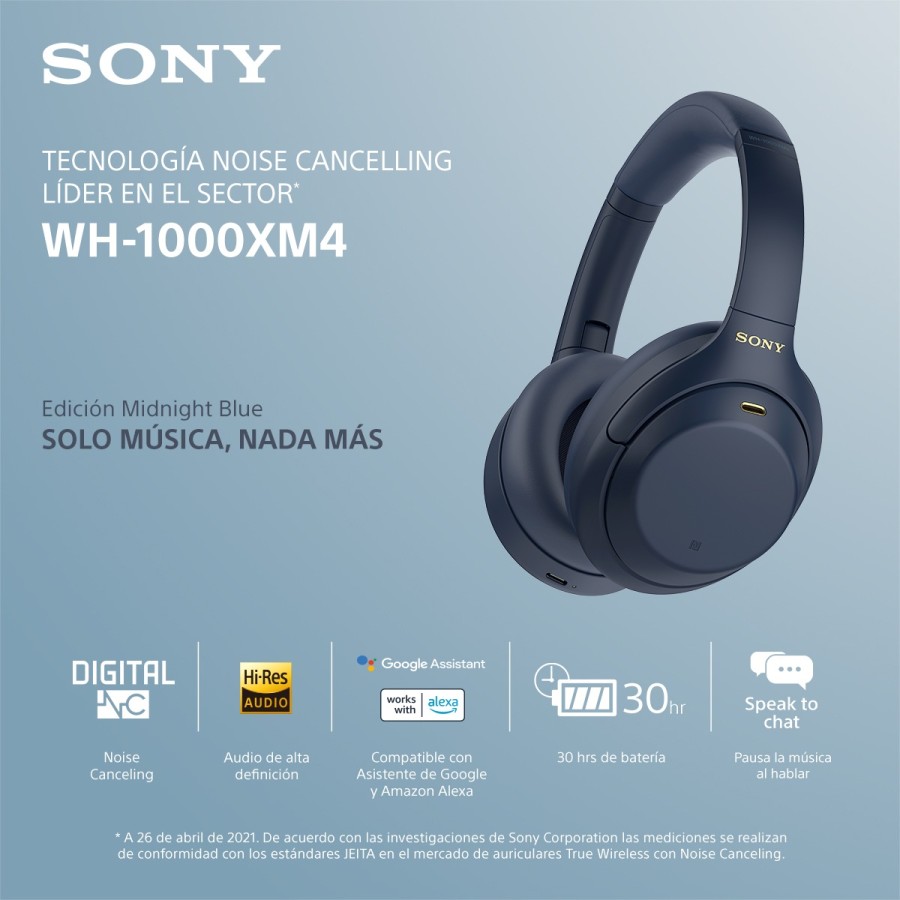 SONY
TECNOLOGÍA NOISE CANCELLING
LÍDER EN EL SECTOR*
WH-1000XM4
SONY
Edición Midnight Blue
SOLO MÚSICA, NADA MÁS
DIGITAL
NC
Noise
Canceling
Hi-Res
AUDIO
Audio de alta
definición
Google Assistant
works
with
alexa
Compatible con
Asistente de Google
y Amazon Alexa
30hr
30 hrs de batería
Speak to
chat
Pausa la música
al hablar
* A 26 de abril de 2021. De acuerdo con las investigaciones de Sony Corporation las mediciones se realizan
de conformidad con los estándares JEITA en el mercado de auriculares True Wireless con Noise Canceling.